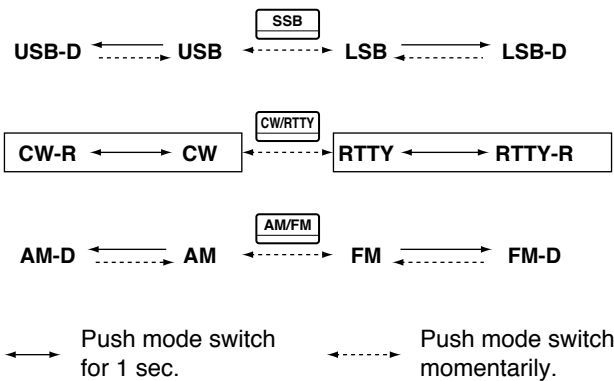 SSB
USB-D USB LSB LSB-D
CW/RTTY
CW-R CW RTTY RTTY-R
AM/FM
AM-D AM FM FM-D
Push mode switch for 1 sec.
Push mode switch momentarily.